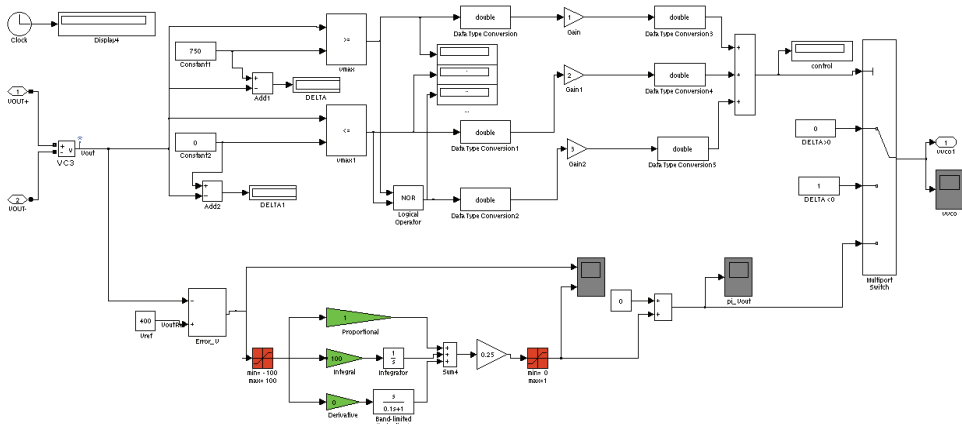 Clock
Display4
750
Constant1
Add1
DELTA
>=
vmax
double
Data Type Conversion
1
Gain
double
Data Type Conversion3
control
1
VOUT+
VC3
Vout
0
Constant2
Add2
DELTA1
<=
vmax1
...
double
Data Type Conversion1
2
Gain1
double
Data Type Conversion4
0
DELTA>0
1
vvco1
vvco
2
VOUT-
NOR
Logical
Operator
double
Data Type Conversion2
Gain2
double
Data Type Conversion5
1
DELTA <0
Multiport
Switch
400
Vref
Error_V
min= -100
max= 100
1
Proportional
100
Integral
1
s
Integrator
0
Derivative
s
0.1s+1
Band-limited
Sum4
0.25
min= 0
max=1
0
pi_Vout